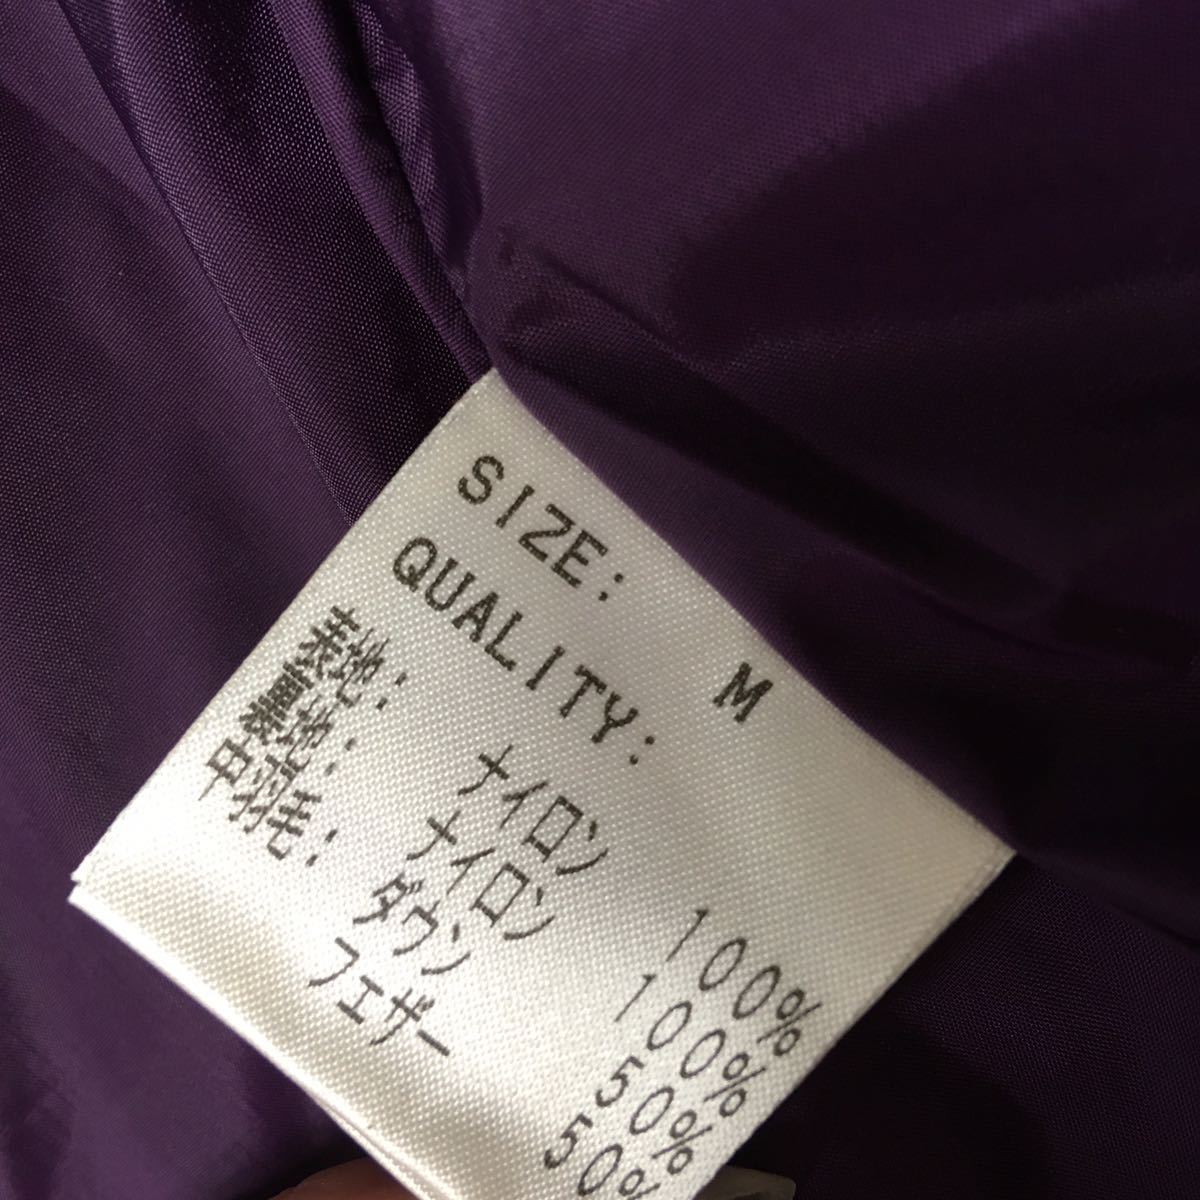 SIZE: M
QUALITY:
表地: ナイロン 100%
裏地: ナイロン 100%
中羽毛: ダウン 50%
フエザー 50%